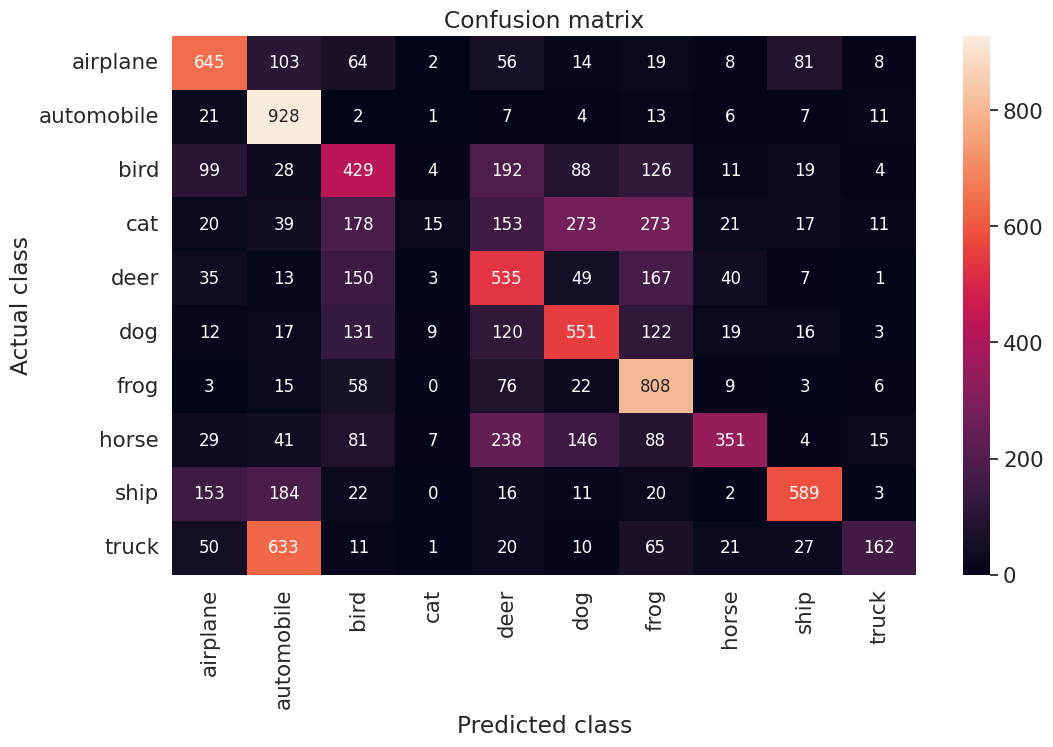 Confusion matrix
airplane 645 103 64 2 56 14 19 8 81 8
automobile 21 928 2 1 7 4 13 6 7 11
bird 99 28 429 4 192 88 126 11 19 4
cat 20 39 178 15 153 273 273 21 17 11
deer 35 13 150 3 535 49 167 40 7 1
dog 12 17 131 9 120 551 122 19 16 3
frog 3 15 58 0 76 22 808 9 3 6
horse 29 41 81 7 238 146 88 351 4 15
ship 153 184 22 0 16 11 20 2 589 3
truck 50 633 11 1 20 10 65 21 27 162
Actual class
airplane automobile bird cat deer dog frog horse ship truck
Predicted class
800
600
400
200
0